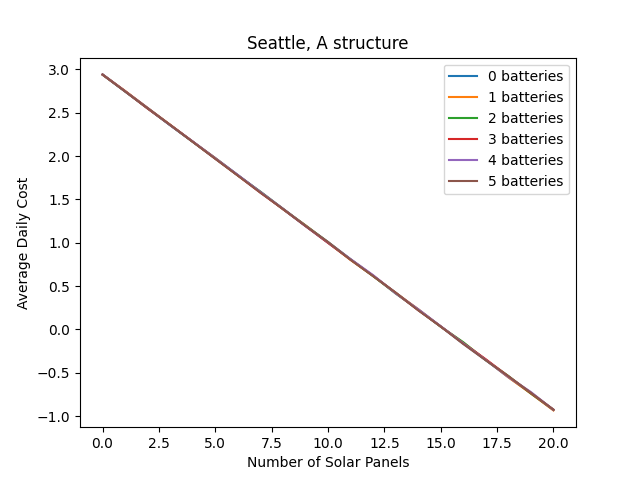 Seattle, A structure
0 batteries
1 batteries
2 batteries
3 batteries
4 batteries
5 batteries
3.0
2.5
2.0
1.5
1.0
0.5
0.0
−0.5
−1.0
Average Daily Cost
0.0 2.5 5.0 7.5 10.0 12.5 15.0 17.5 20.0
Number of Solar Panels